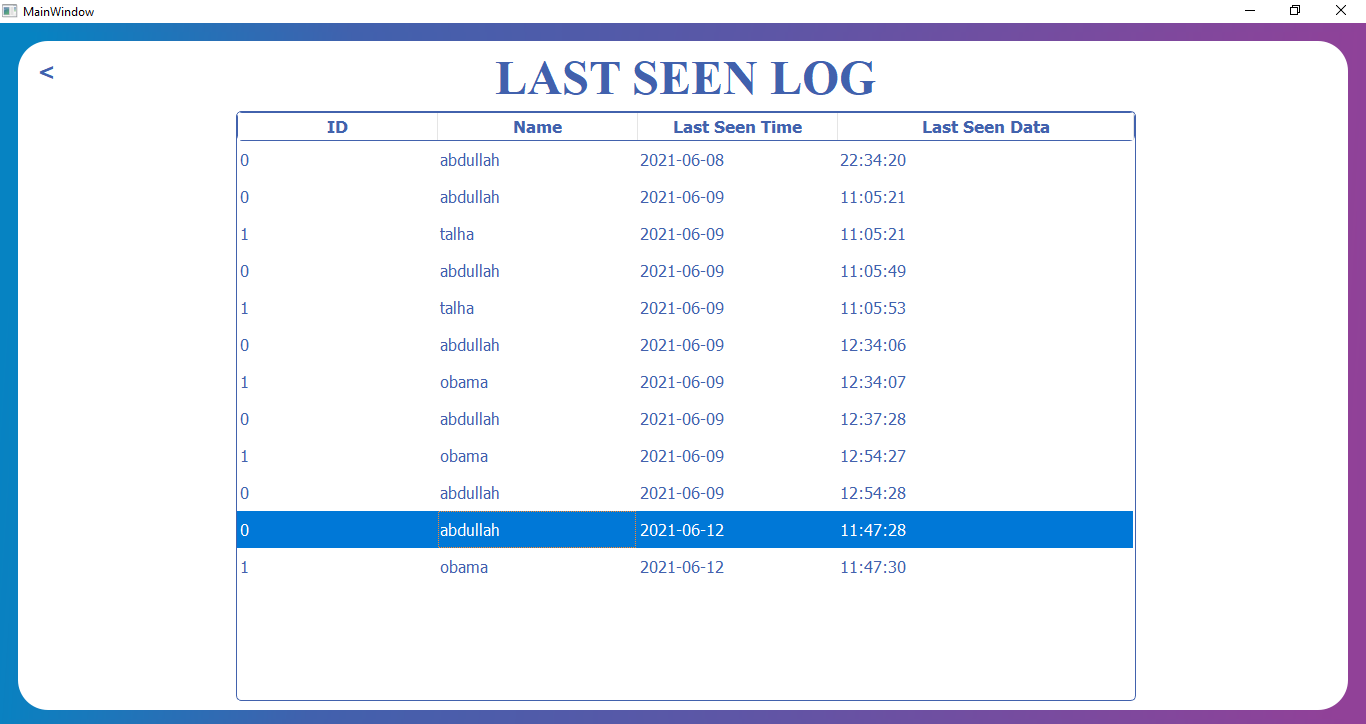 MainWindow
<
LAST SEEN LOG
ID Name Last Seen Time Last Seen Data
0 abdullah 2021-06-08 22:34:20
0 abdullah 2021-06-09 11:05:21
1 talha 2021-06-09 11:05:21
0 abdullah 2021-06-09 11:05:49
1 talha 2021-06-09 11:05:53
0 abdullah 2021-06-09 12:34:06
1 obama 2021-06-09 12:34:07
0 abdullah 2021-06-09 12:37:28
1 obama 2021-06-09 12:54:27
0 abdullah 2021-06-09 12:54:28
0 abdullah 2021-06-12 11:47:28
1 obama 2021-06-12 11:47:30